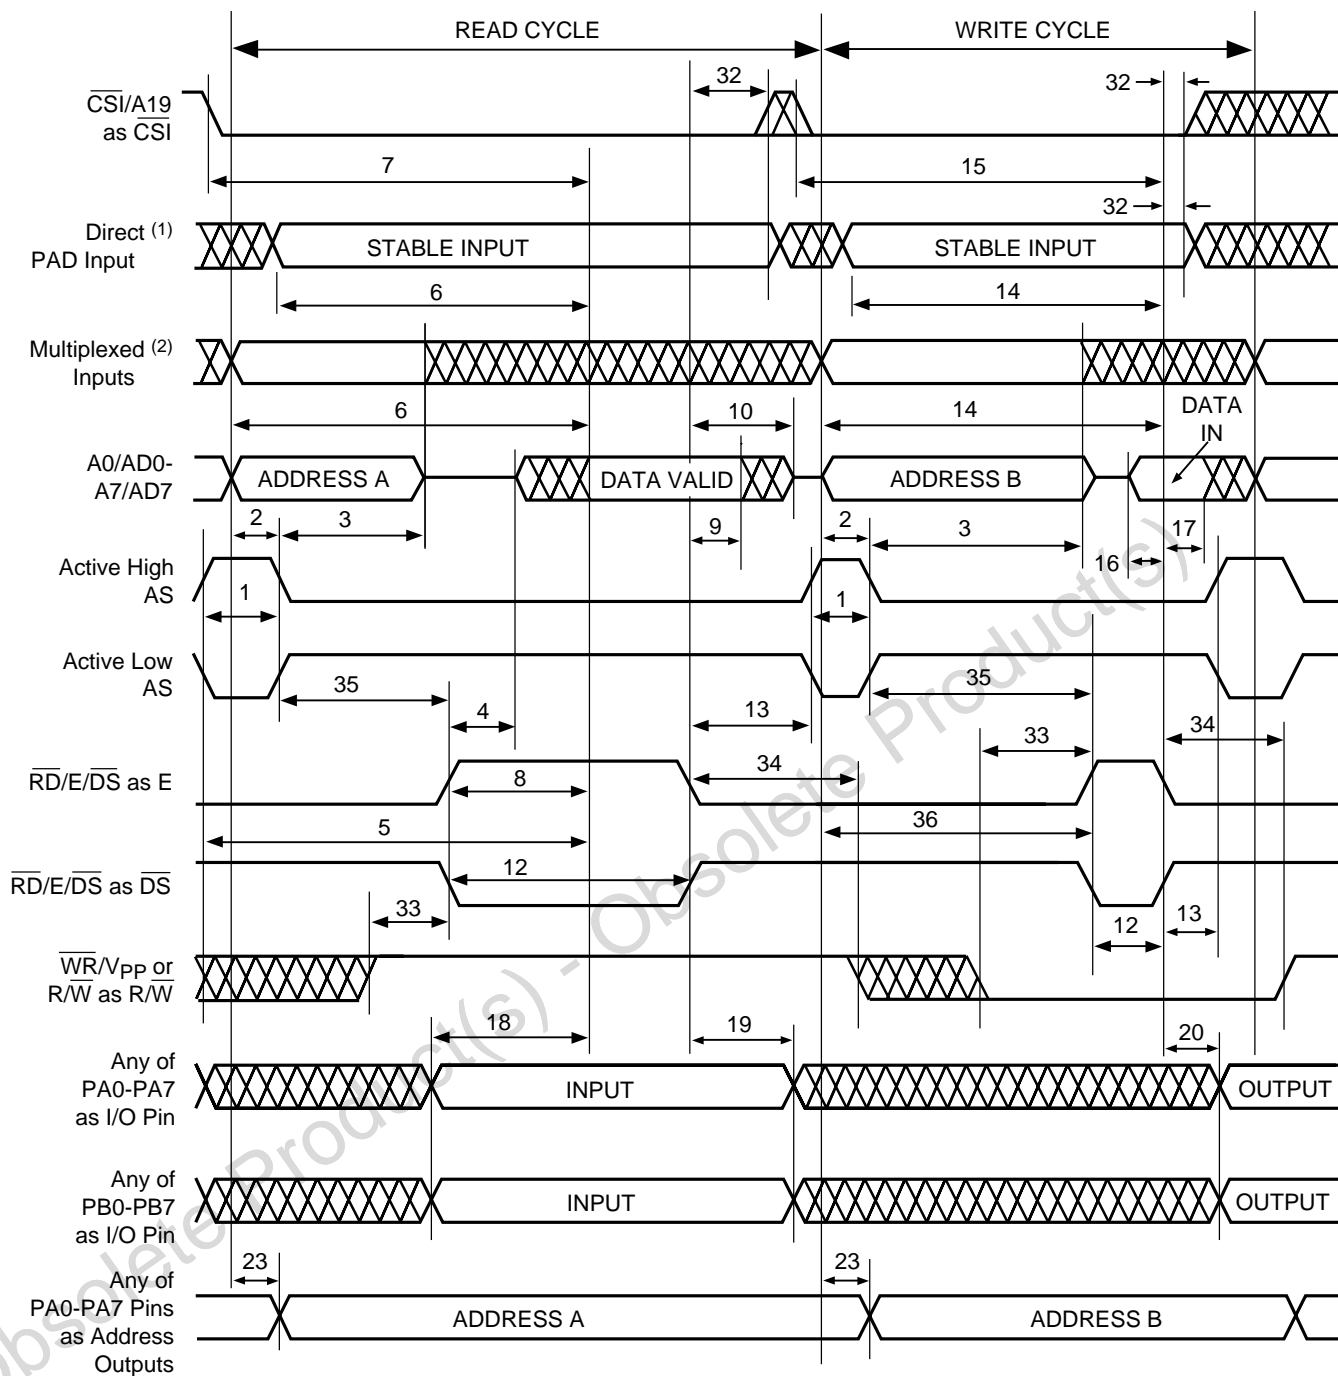 READ CYCLE WRITE CYCLE
32 32
CSI/A19
as CSI
7 15
32
Direct (1)
PAD Input
STABLE INPUT STABLE INPUT
6 14
Multiplexed (2)
Inputs
6 10 14 DATA
IN
A0/AD0-
A7/AD7
ADDRESS A DATA VALID ADDRESS B
2 3 9 2 3 17
16
Active High
AS
1 1
Active Low
AS
35 4 13 35
33 34
RD/E/DS as E
8 34
5 36
RD/E/DS as DS
12
33 12 13
WR/VPP or
R/W as R/W
18 19 20
Any of
PA0-PA7
as I/O Pin
INPUT OUTPUT
Any of
PB0-PB7
as I/O Pin
INPUT OUTPUT
23 23
Any of
PA0-PA7 Pins
as Address
Outputs
ADDRESS A ADDRESS B
Obsolete Product(s) - Obsolete Product(s)